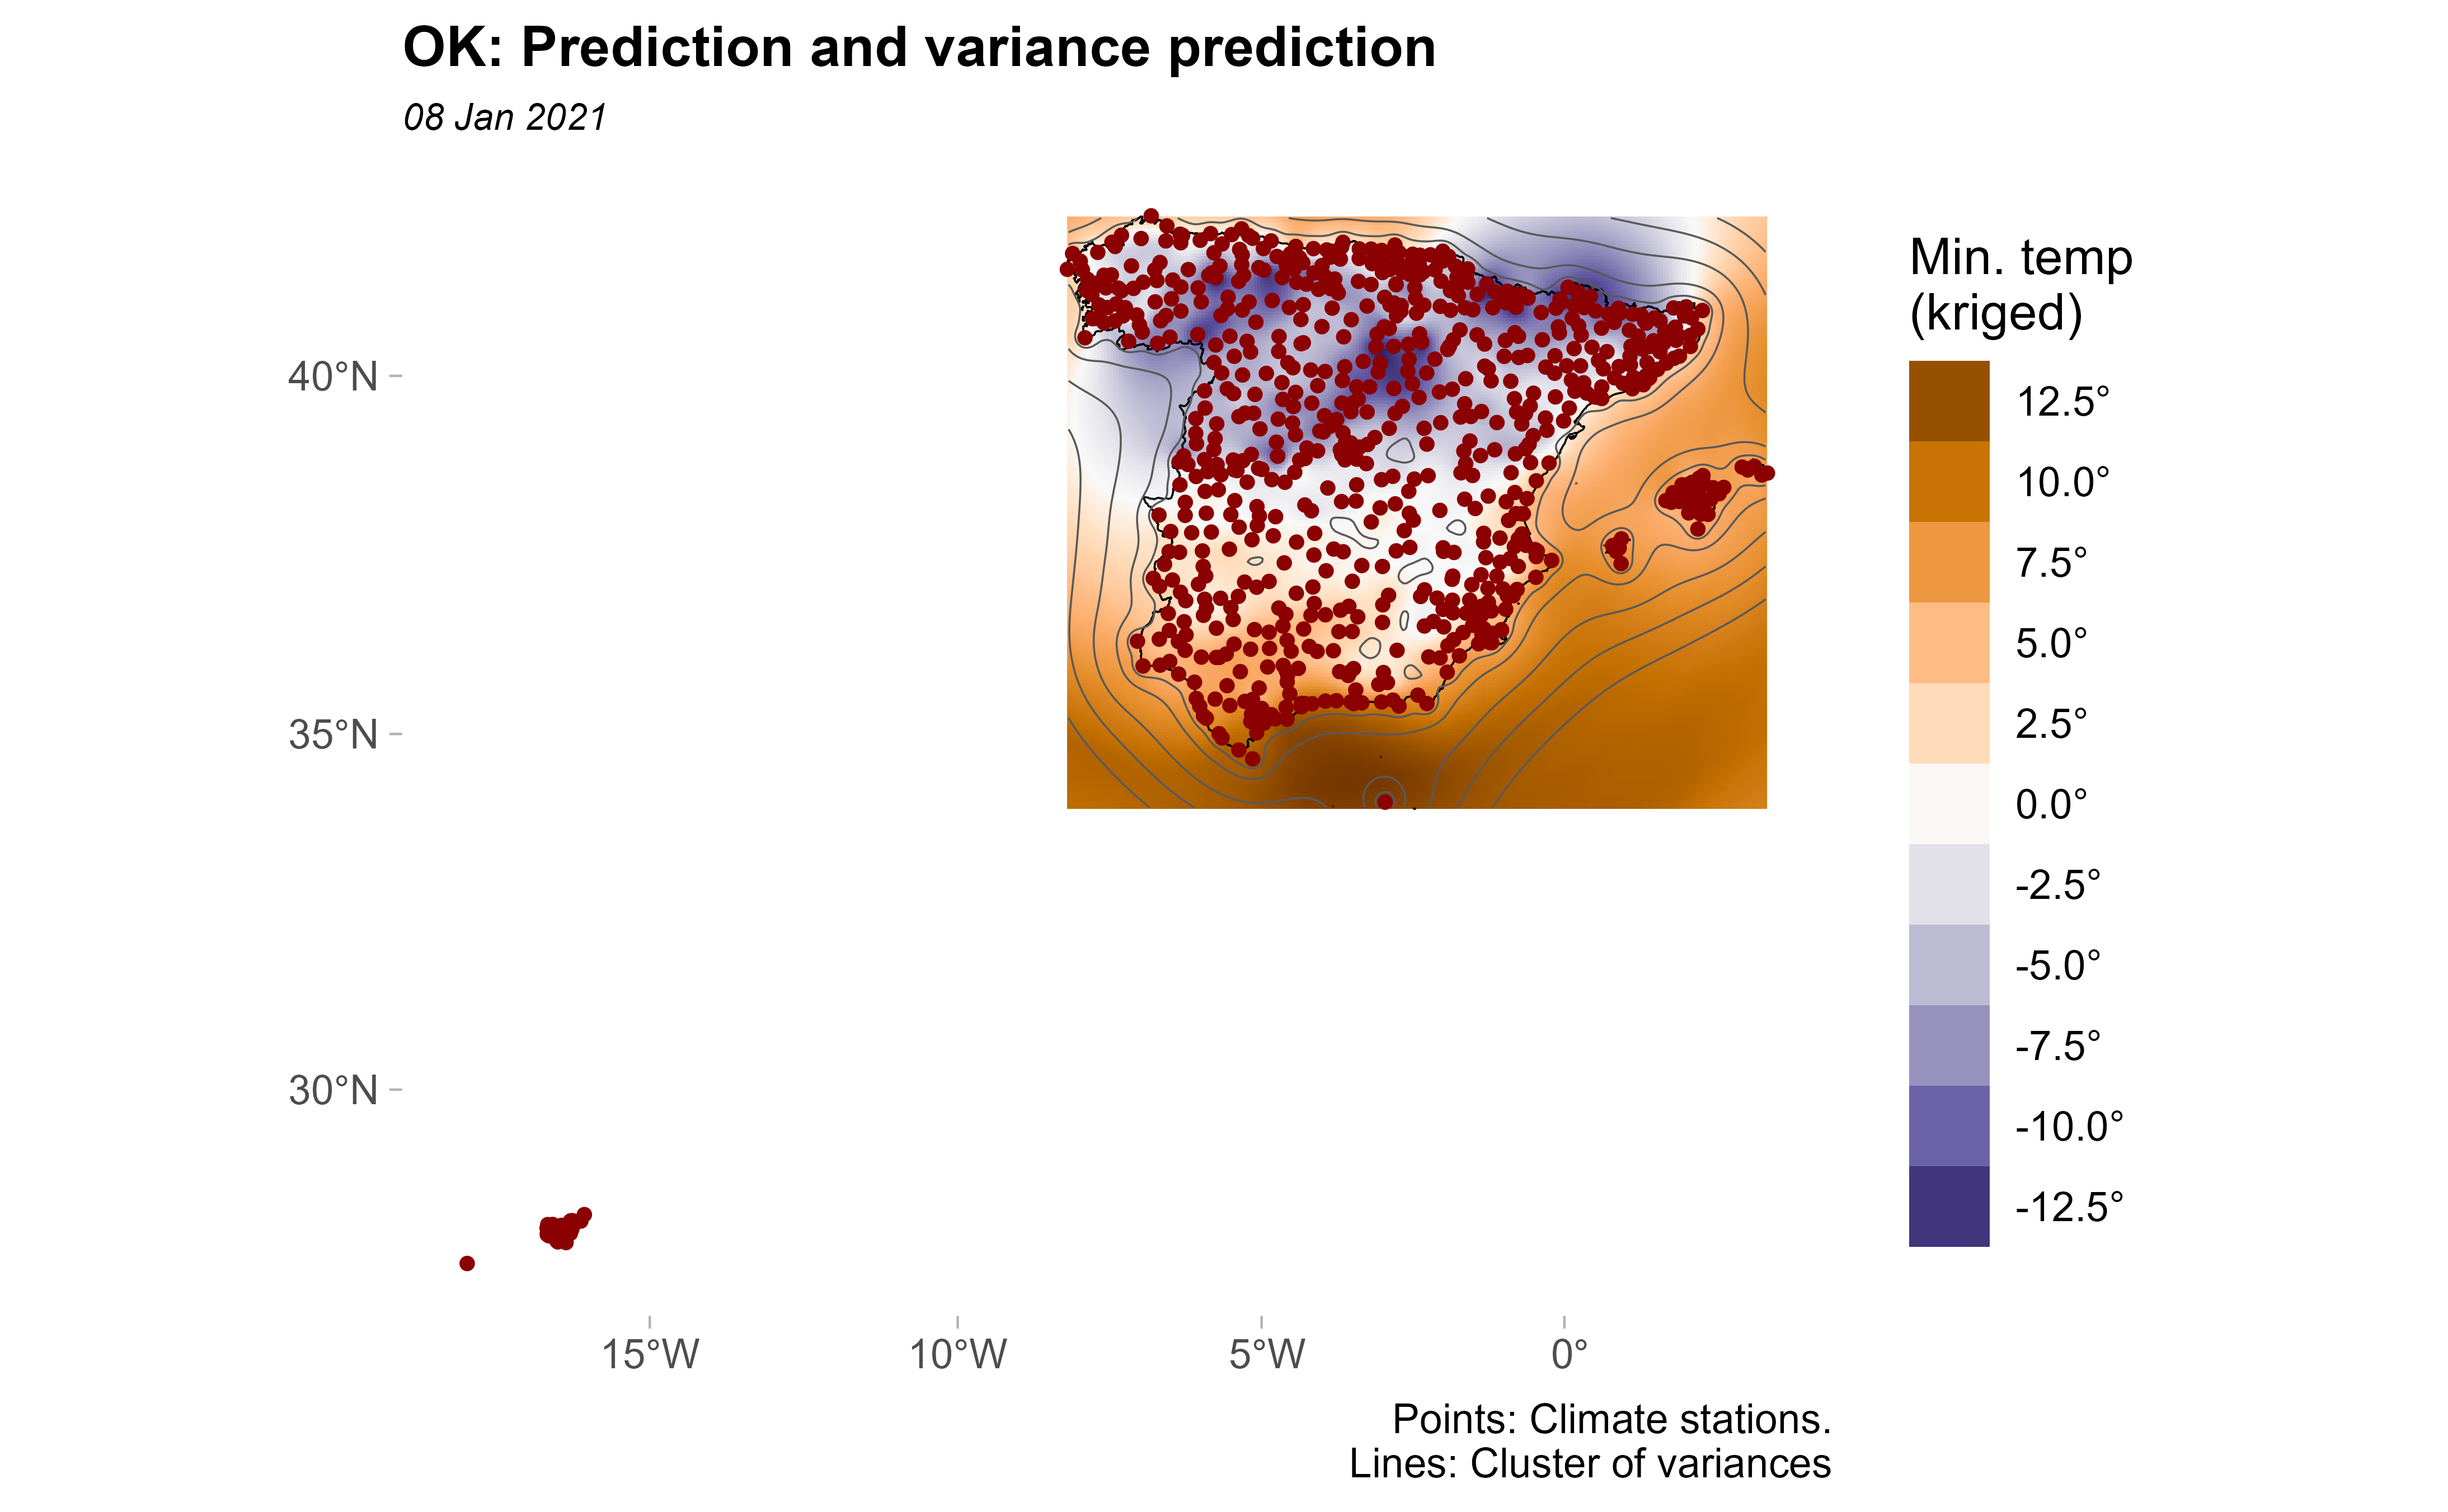 OK: Prediction and variance prediction
08 Jan 2021
40°N
35°N
30°N
15°W
10°W
5°W
0°
Min. temp
(kriged)
12.5°
10.0°
7.5°
5.0°
2.5°
0.0°
-2.5°
-5.0°
-7.5°
-10.0°
-12.5°
Points: Climate stations.
Lines: Cluster of variances